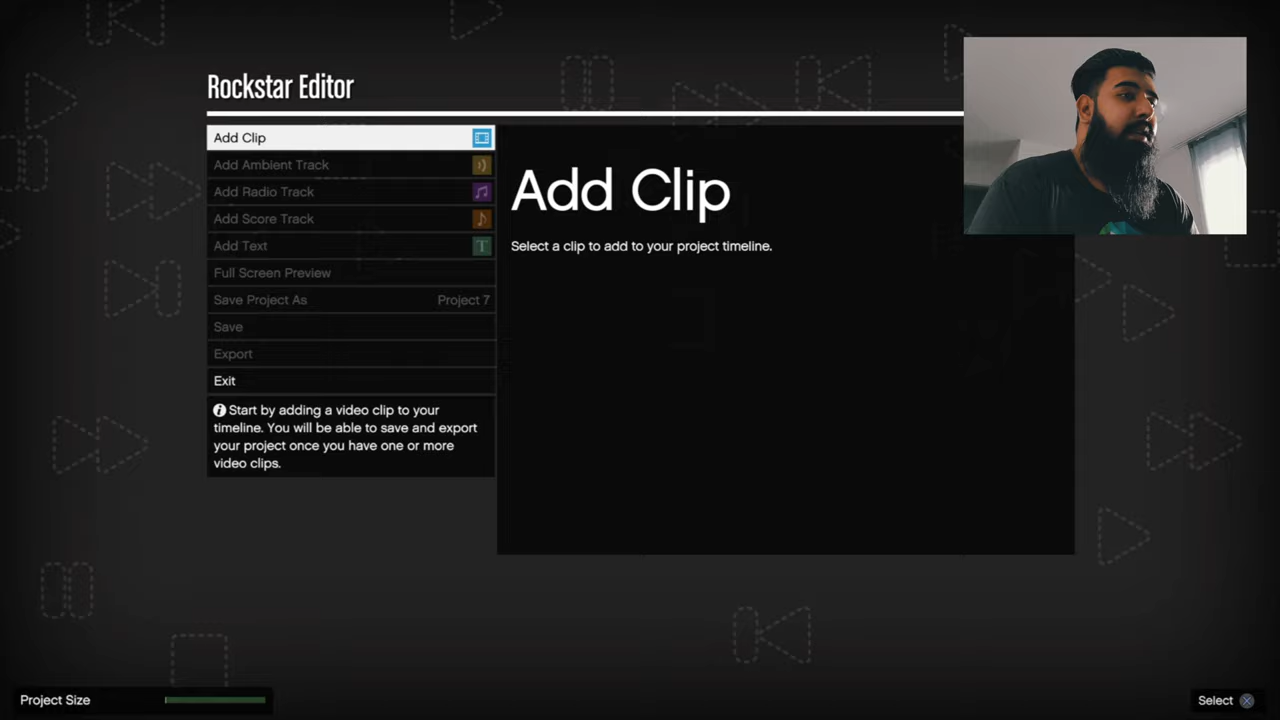 Rockstar Editor
Add Clip
Add Ambient Track
Add Radio Track
Add Score Track
Add Text
T
Full Screen Preview
Save Project As Project 7
Save
Export
Exit
Start by adding a video clip to your
timeline. You will be able to save and export
your project once you have one or more
video clips.
Add Clip
Select a clip to add to your project timeline.
Project Size
Select